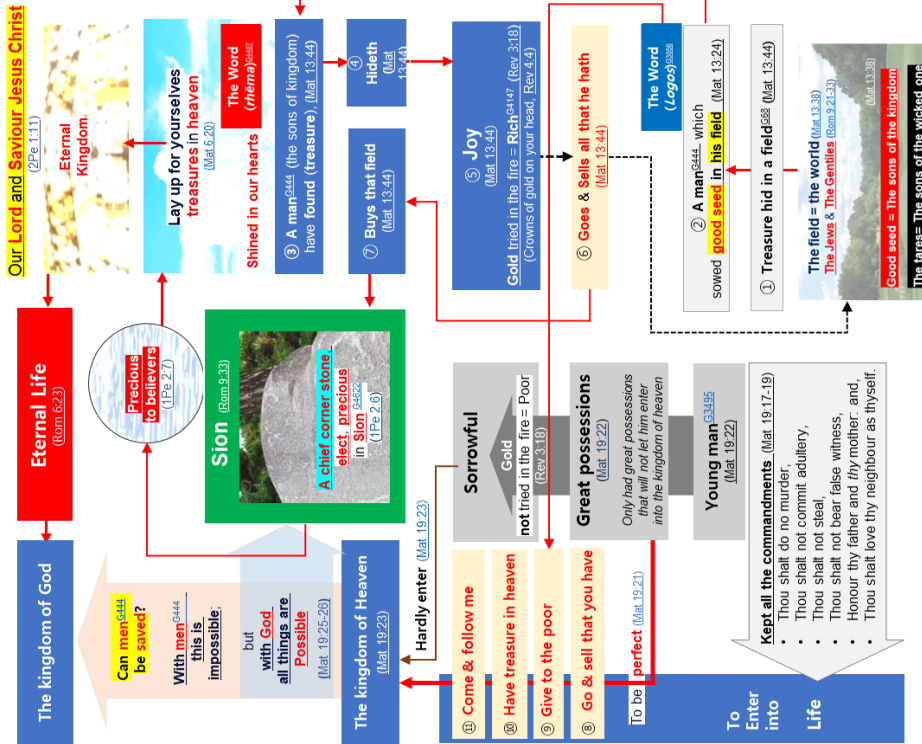 Our Lord and Saviour Jesus Christ
(2Pe 1:11)
The kingdom of God
Eternal Life
(Rom 6:23)
Eternal
Kingdom
Can men G444
be saved?
With men G444
this is
impossible;
but
with God
all things are
Possible
(Mat 19:25-26)
The kingdom of Heaven
(Mat 19:23)
Precious
to believers
(1Pe 2:7)
Lay up for yourselves
treasures in heaven
(Mat 6:20)
The Word
(rhēma)G4487
Shined in our hearts
Sion (Rom 9:33)
A chief corner stone,
elect, precious
in Sion G4622
(1Pe 2:6)
③ A manG444 (the sons of kingdom)
have found (treasure), (Mat 13:44)
④
Hideth
(Mat
13:44)
⑦ Buys that field
(Mat 13:44)
Hardly enter (Mat 19:23)
⑤ Joy
(Mat 13:44)
Gold tried in the fire = RichG4147 (Rev 3:18)
(Crowns of gold on your head, Rev 4:4)
Sorrowful
Gold
not tried in the fire = Poor
(Rev 3:18)
⑪ Come & follow me
⑩ Have treasure in heaven
⑨ Give to the poor
⑧ Go & sell that you have
To be perfect (Mat 19:21)
Great possessions
(Mat 19:22)
Only had great possessions
that will not let him enter
into the kingdom of heaven
⑥ Goes & Sells all that he hath
(Mat 13:44)
The Word
(Logos)G3056
Young manG3495
(Mat 19:22)
② A manG444 which
sowed good seed in his field (Mat 13:24)
① Treasure hid in a fieldG68 (Mat 13:44)
To
Enter
into
Life
Kept all the commandments (Mat 19:17-19)
• Thou shalt do no murder,
• Thou shalt not commit adultery,
• Thou shalt not steal,
• Thou shalt not bear false witness,
• Honour thy father and thy mother: and,
• Thou shalt love thy neighbour as thyself.
The field = the world (Mat 13:38)
The Jews & The Gentiles (Rom 9:21-33)
(Mat 13:38)
Good seed = The sons of the kingdom
The tares= The sons of the wicked one